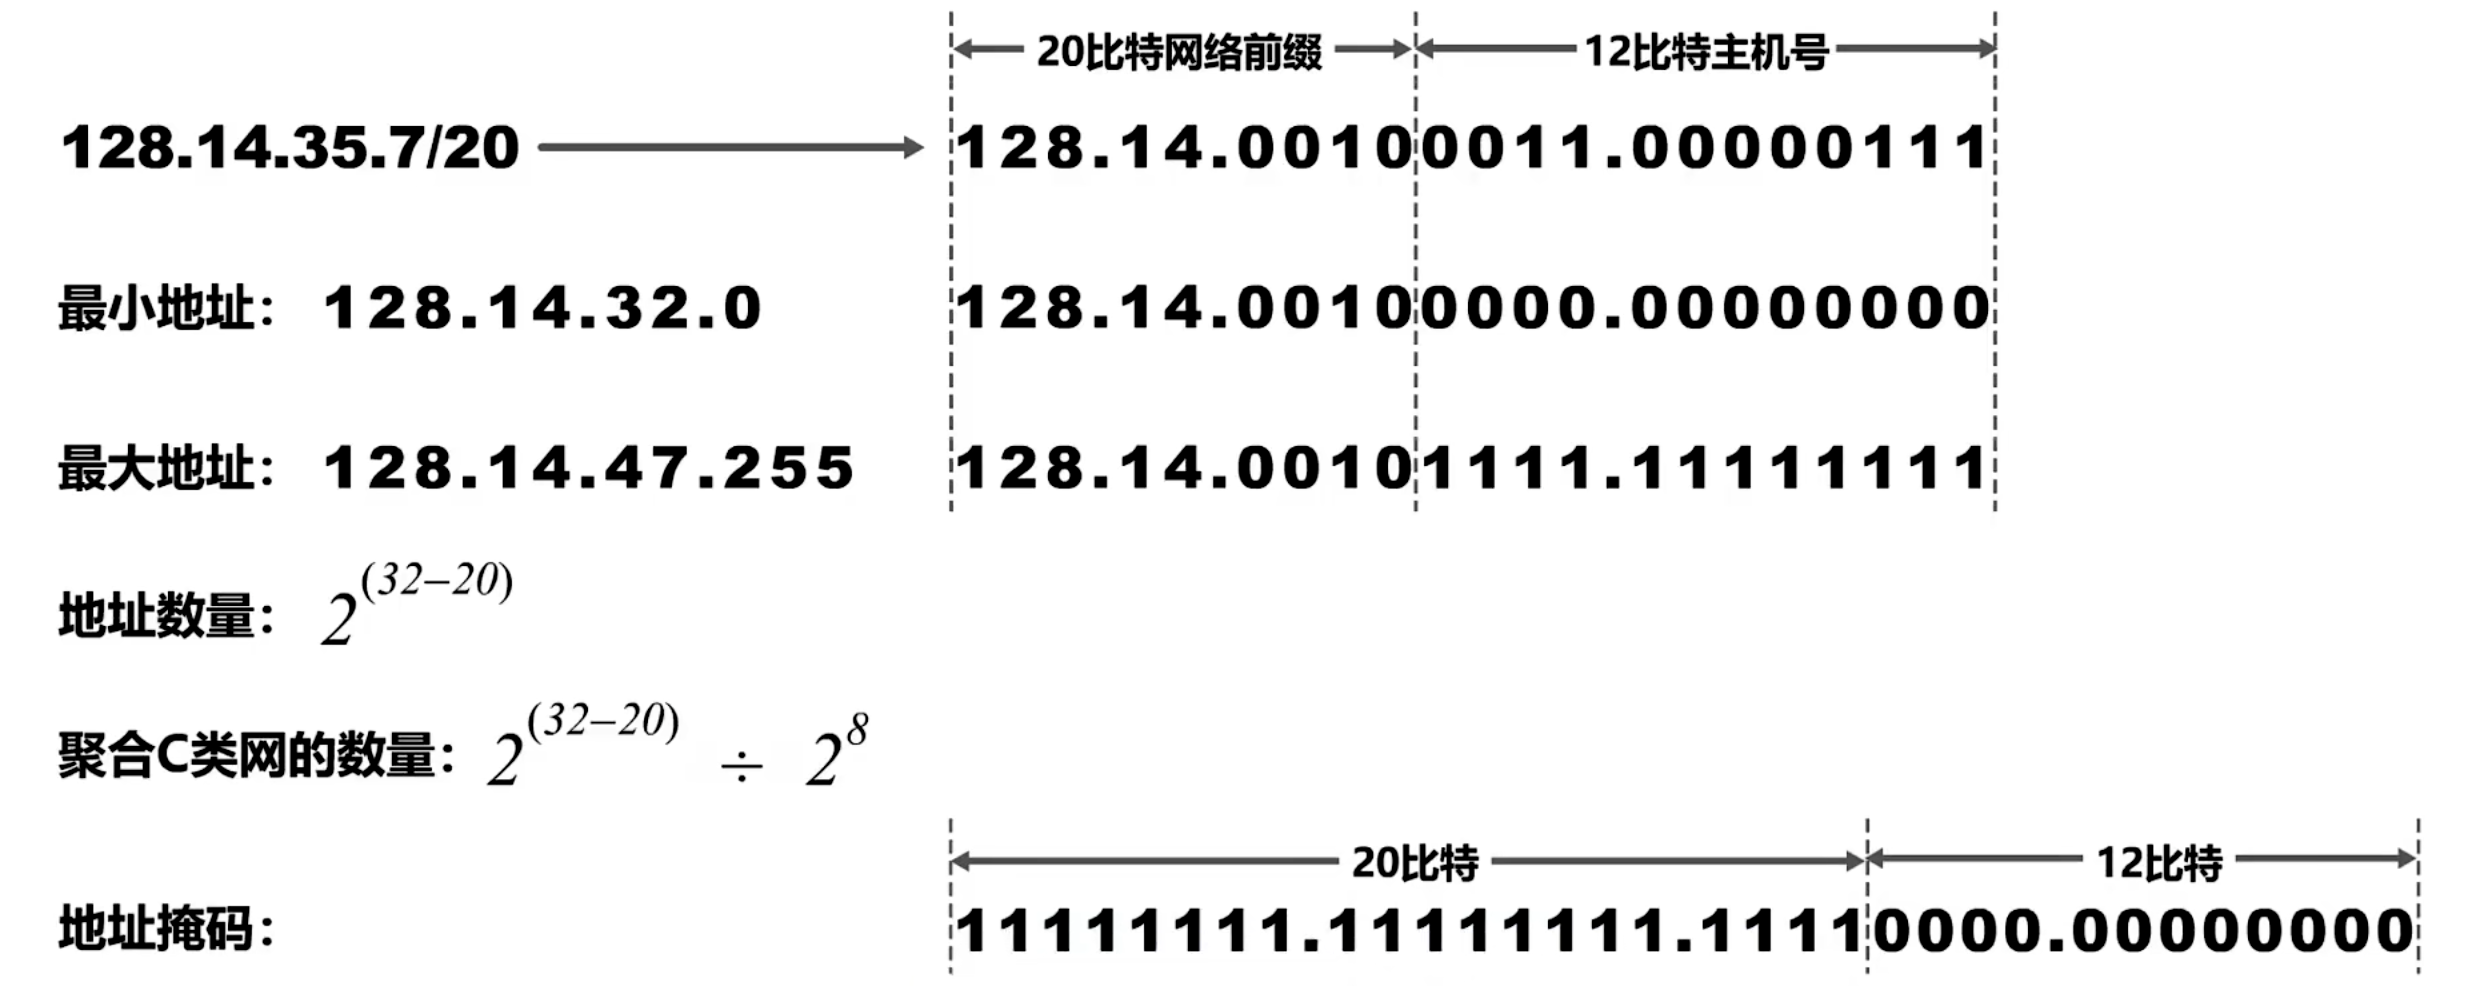 20比特网络前缀 12比特主机号
128.14.35.7/20 128.14.00100011.00000111
最小地址： 128.14.32.0 128.14.00100000.00000000
最大地址： 128.14.47.255 128.14.00101111.11111111
地址数量： 2^(32–20)
聚合C类网的数量： 2^(32–20) ÷ 2^8
20比特 12比特
地址掩码： 11111111.11111111.11110000.00000000